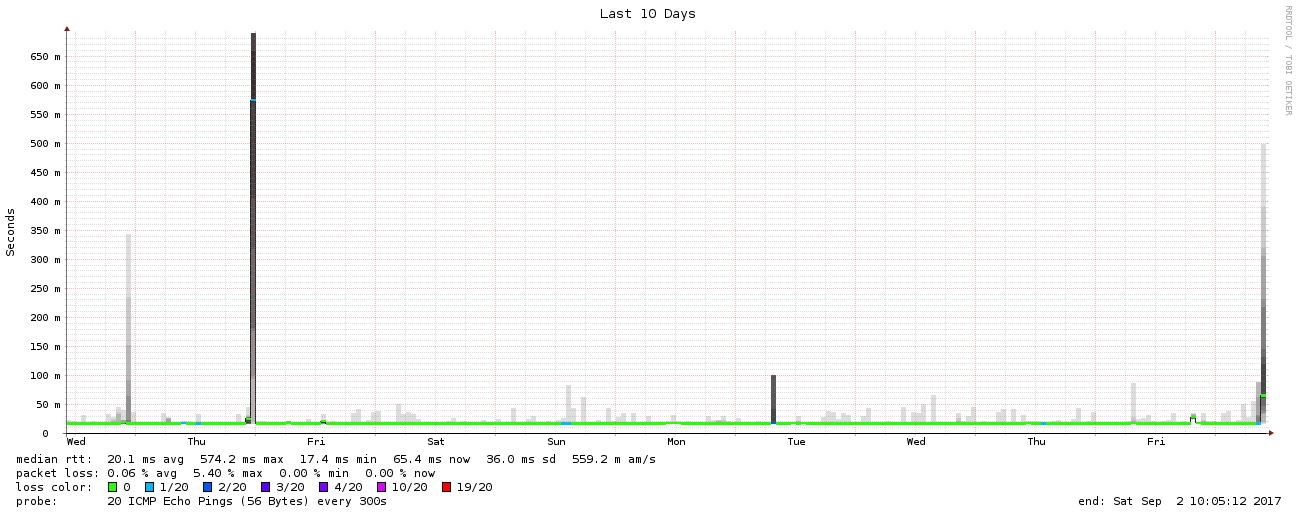 Last 10 Days
RRDTOOL / TOBI OETIKER
Seconds
650 m
600 m
550 m
500 m
450 m
400 m
350 m
300 m
250 m
200 m
150 m
100 m
50 m
0
Wed Thu Fri Sat Sun Mon Tue Wed Thu Fri
median rtt: 20.1 ms avg 574.2 ms max 17.4 ms min 65.4 ms now 36.0 ms sd 559.2 m am/s
packet loss: 0.06 % avg 5.40 % max 0.00 % min 0.00 % now
loss color: 0 1/20 2/20 3/20 4/20 10/20 19/20
probe: 20 ICMP Echo Pings (56 Bytes) every 300s end: Sat Sep 2 10:05:12 2017